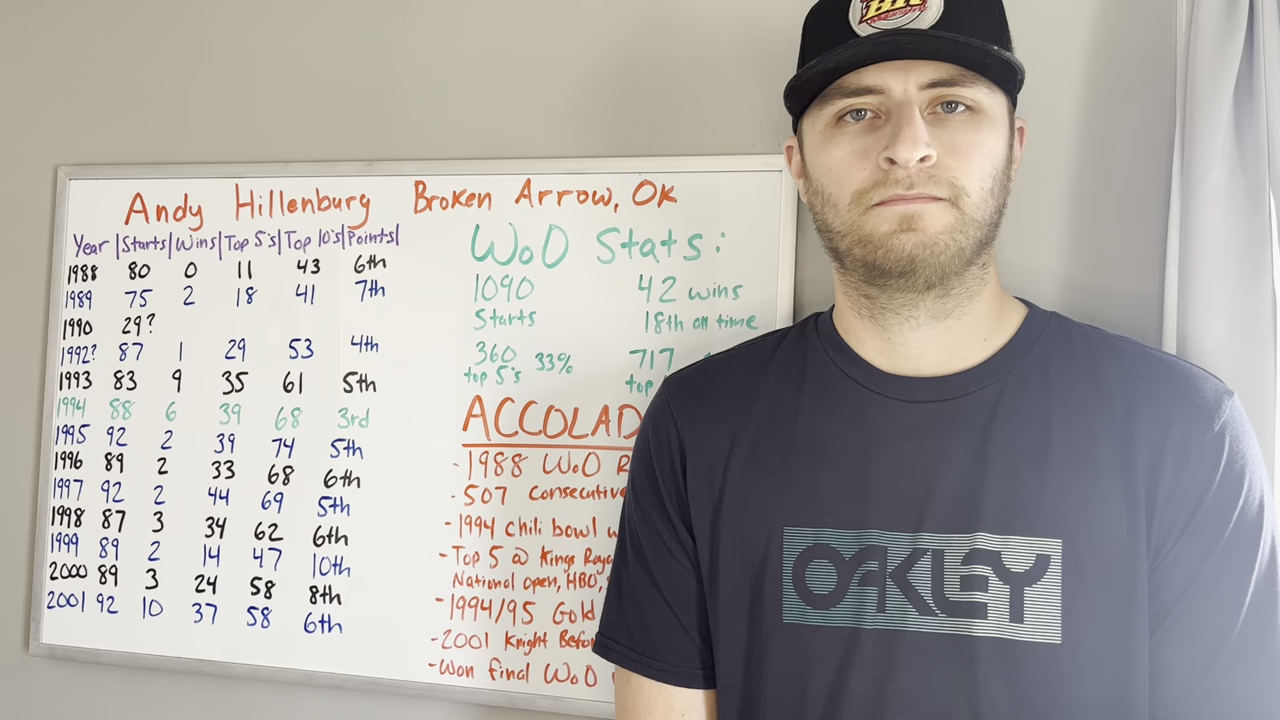 Andy Hillenburg Broken Arrow, OK
Year | Starts | Wins | Top 5's | Top 10's | Points |
1988 80 0 11 43 6th
1989 75 2 18 41 7th
1990 29?
1992? 87 1 29 53 4th
1993 83 9 35 61 5th
1994 88 6 39 68 3rd
1995 92 2 39 74 5th
1996 89 2 33 68 6th
1997 92 2 44 69 5th
1998 87 3 34 62 6th
1999 89 2 14 47 10th
2000 89 3 24 58 8th
2001 92 10 37 58 6th
WoO Stats:
1090 42 wins
Starts 18th all time
360 33% 717
top 5's top
ACCOLAD
- 1988 WoO R
- 507 Consecutive
- 1994 chili bowl w
- Top 5 @ Kings Roya
National open, HBO,
- 1994/95 Gold
- 2001 Knight Befo
- Won final WoO
BR
OAKLEY